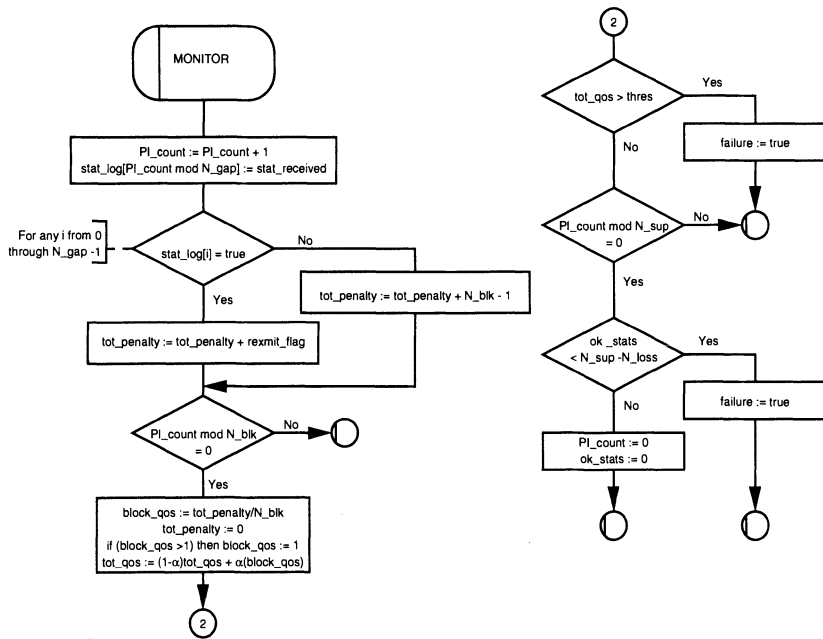 MONITOR
PI_count := PI_count + 1
stat_log[PI_count mod N_gap] := stat_received
For any i from 0
through N_gap -1
stat_log[i] = true
No
Yes
tot_penalty := tot_penalty + N_blk - 1
tot_penalty := tot_penalty + rexmit_flag
PI_count mod N_blk
= 0
No
Yes
block_qos := tot_penalty/N_blk
tot_penalty := 0
if (block_qos >1) then block_qos := 1
tot_qos := (1-α)tot_qos + α(block_qos)
2
2
tot_qos > thres
Yes
failure := true
No
PI_count mod N_sup
= 0
No
Yes
ok _stats
< N_sup -N_loss
Yes
failure := true
No
PI_count := 0
ok_stats := 0